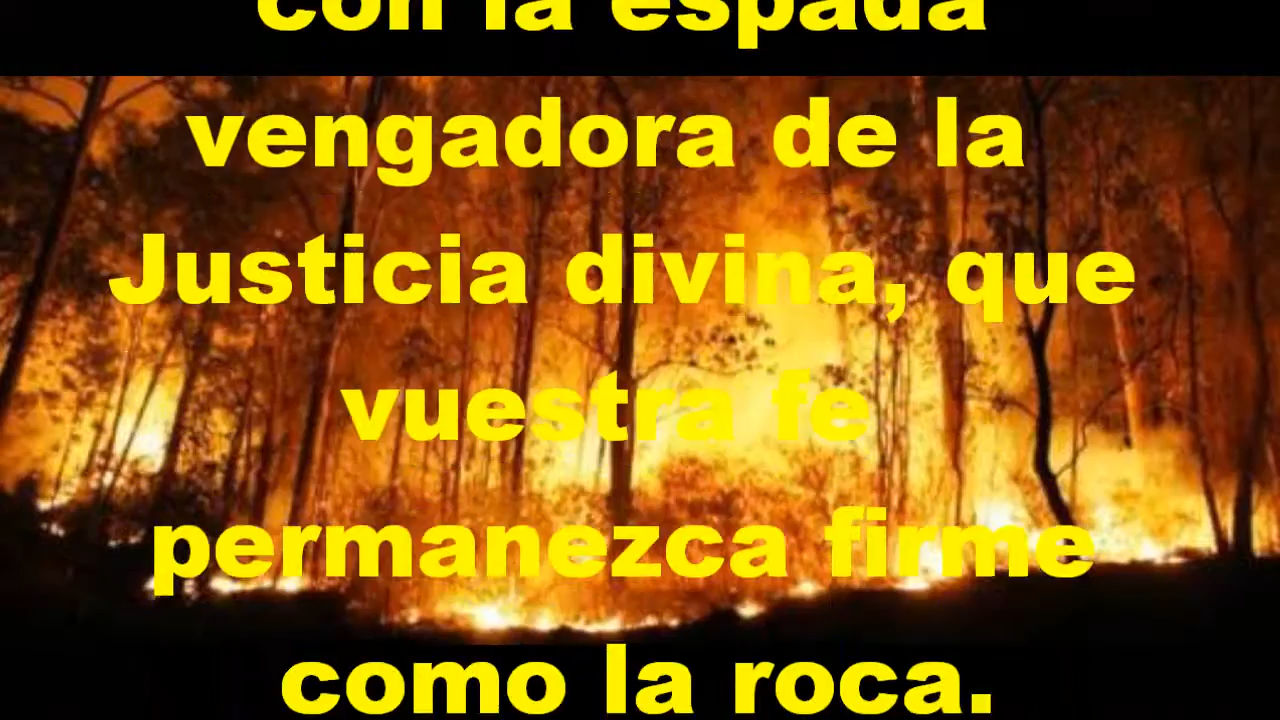 con la espada
vengadora de la
Justicia divina, que
vuestra fe
permanezca firme
como la roca.